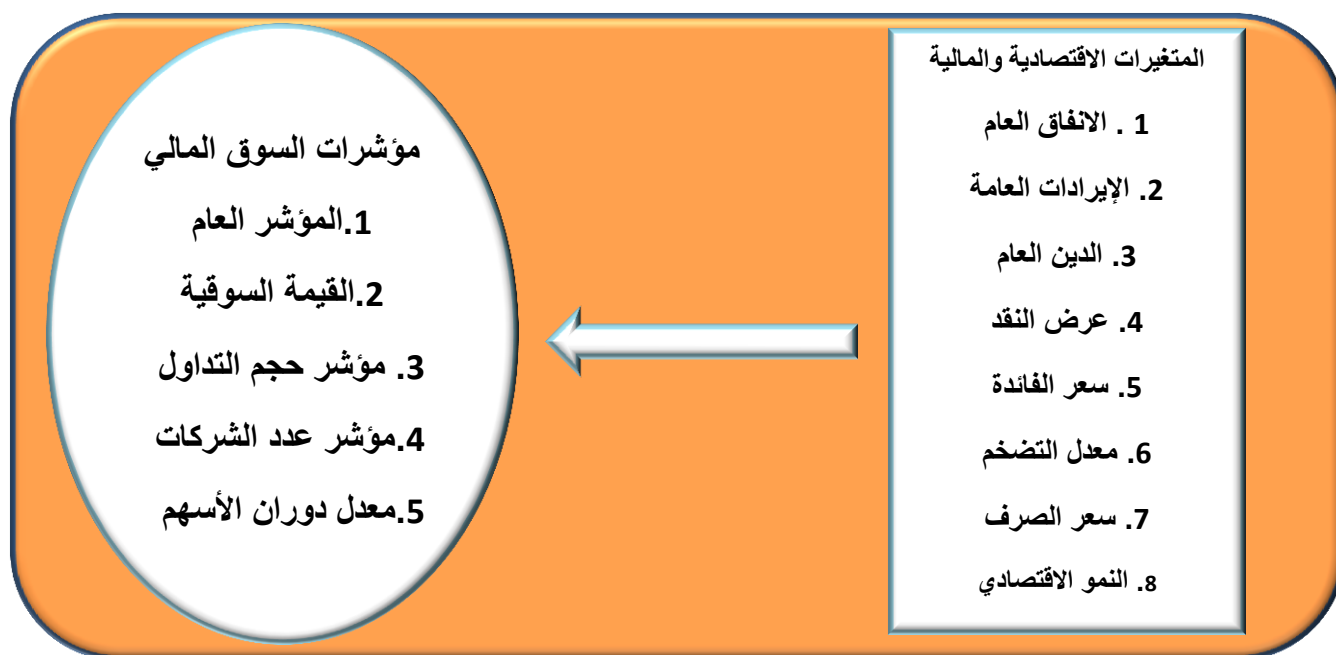 المتغيرات الاقتصادية والمالية
1 . الانفاق العام
2. الإيرادات العامة
3. الدين العام
4. عرض النقد
5. سعر الفائدة
6. معدل التضخم
7. سعر الصرف
8. النمو الاقتصادي
مؤشرات السوق المالي
1.المؤشر العام
2.القيمة السوقية
3. مؤشر حجم التداول
4.مؤشر عدد الشركات
5.معدل دوران الأسهم